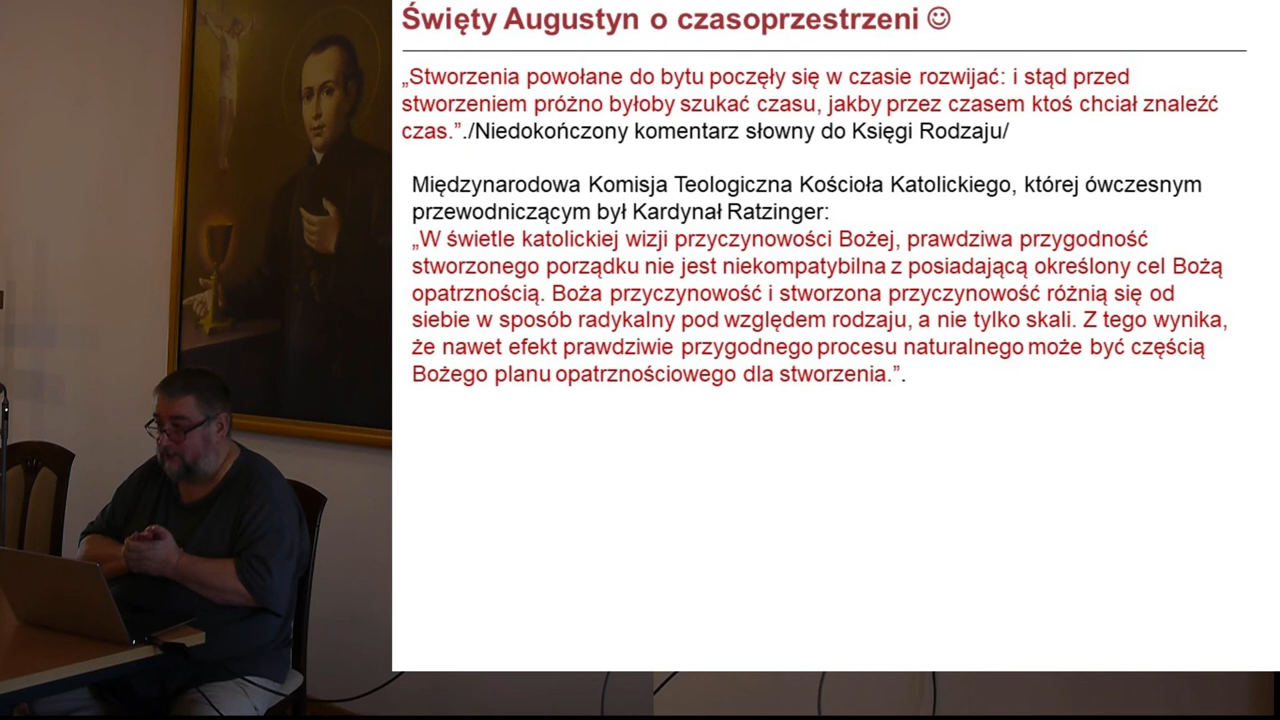 Święty Augustyn o czasoprzestrzeni ☺
„Stworzenia powołane do bytu poczęły się w czasie rozwijać: i stąd przed
stworzeniem próżno byłoby szukać czasu, jakby przez czasem ktoś chciał znaleźć
czas.”./Niedokończony komentarz słowny do Księgi Rodzaju/
Międzynarodowa Komisja Teologiczna Kościoła Katolickiego, której ówczesnym
przewodniczącym był Kardynał Ratzinger:
„W świetle katolickiej wizji przyczynowości Bożej, prawdziwa przygodność
stworzonego porządku nie jest niekompatybilna z posiadającą określony cel Bożą
opatrznością. Boża przyczynowość i stworzona przyczynowość różnią się od
siebie w sposób radykalny pod względem rodzaju, a nie tylko skali. Z tego wynika,
że nawet efekt prawdziwie przygodnego procesu naturalnego może być częścią
Bożego planu opatrznościowego dla stworzenia.”.